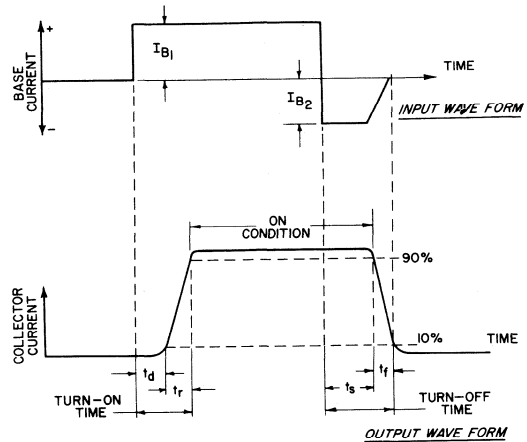 +
BASE
CURRENT
−
I_B1
I_B2
TIME
INPUT WAVE FORM
ON
CONDITION
90%
COLLECTOR
CURRENT
10%
TIME
t_d
t_r
t_s
t_f
TURN-ON
TIME
TURN-OFF
TIME
OUTPUT WAVE FORM